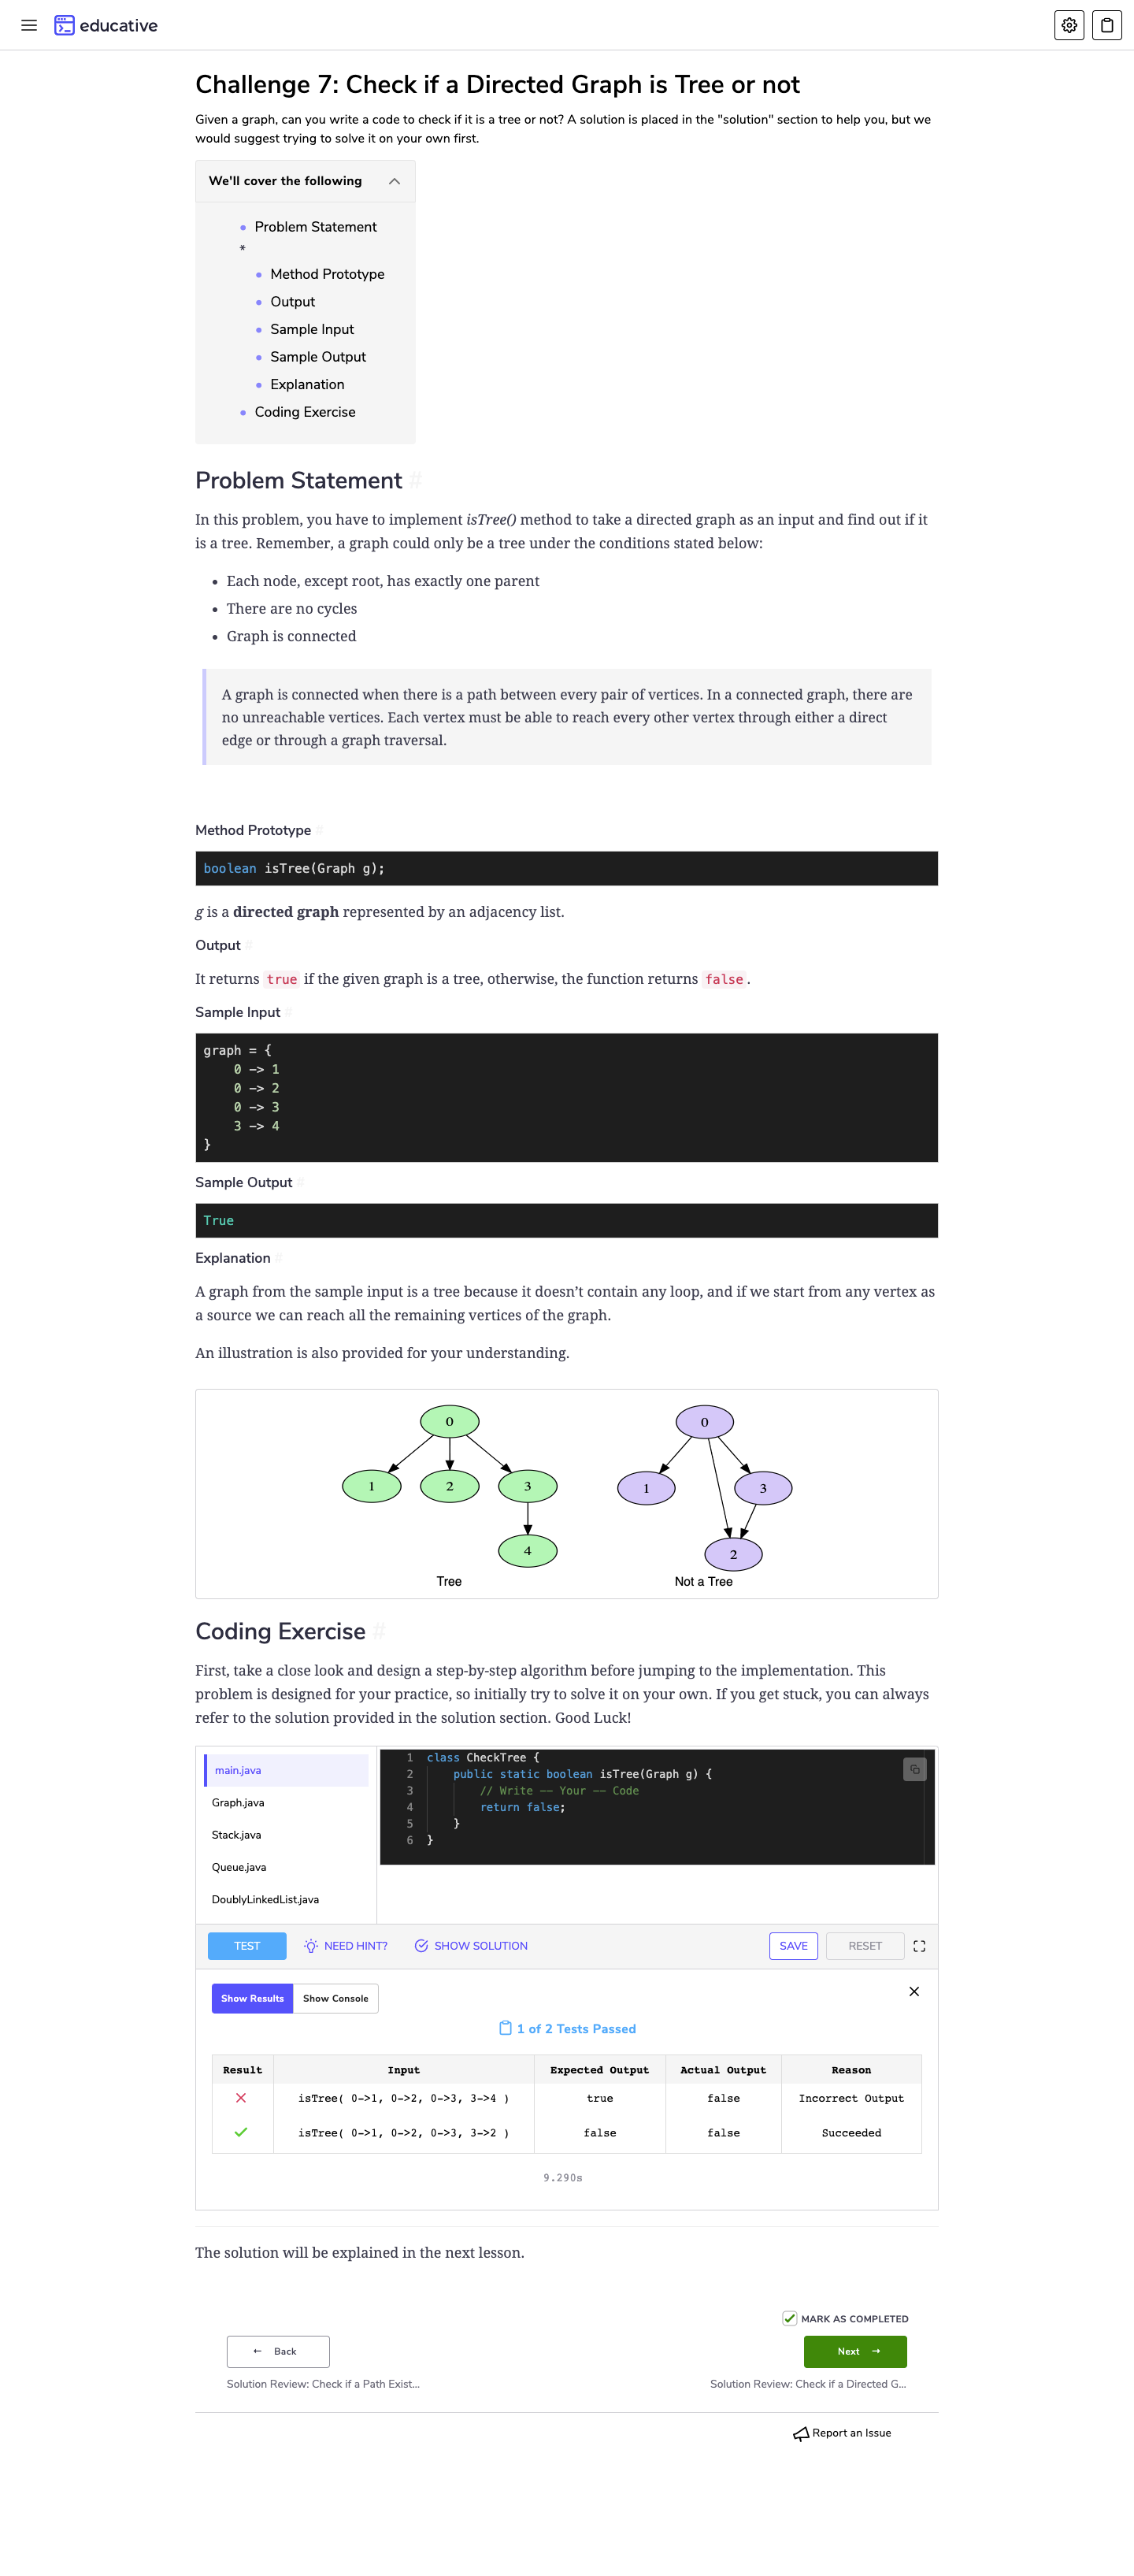 educative
Challenge 7: Check if a Directed Graph is Tree or not
Given a graph, can you write a code to check if it is a tree or not? A solution is placed in the "solution" section to help you, but we
would suggest trying to solve it on your own first.
We'll cover the following
Problem Statement
*
Method Prototype
Output
Sample Input
Sample Output
Explanation
Coding Exercise
Problem Statement #
In this problem, you have to implement isTree() method to take a directed graph as an input and find out if it
is a tree. Remember, a graph could only be a tree under the conditions stated below:
Each node, except root, has exactly one parent
There are no cycles
Graph is connected
A graph is connected when there is a path between every pair of vertices. In a connected graph, there are
no unreachable vertices. Each vertex must be able to reach every other vertex through either a direct
edge or through a graph traversal.
Method Prototype #
boolean isTree(Graph g);
g is a directed graph represented by an adjacency list.
Output #
It returns true if the given graph is a tree, otherwise, the function returns false.
Sample Input #
graph = {
0 -> 1
0 -> 2
0 -> 3
3 -> 4
}
Sample Output #
True
Explanation #
A graph from the sample input is a tree because it doesn’t contain any loop, and if we start from any vertex as
a source we can reach all the remaining vertices of the graph.
An illustration is also provided for your understanding.
0
1 2 3
4
Tree
0
1 3
2
Not a Tree
Coding Exercise #
First, take a close look and design a step-by-step algorithm before jumping to the implementation. This
problem is designed for your practice, so initially try to solve it on your own. If you get stuck, you can always
refer to the solution provided in the solution section. Good Luck!
main.java
Graph.java
Stack.java
Queue.java
DoublyLinkedList.java
1 class CheckTree {
2 public static boolean isTree(Graph g) {
3 // Write -- Your -- Code
4 return false;
5 }
6 }
TEST NEED HINT? SHOW SOLUTION SAVE RESET
Show Results Show Console
1 of 2 Tests Passed
Result Input Expected Output Actual Output Reason
isTree( 0->1, 0->2, 0->3, 3->4 ) true false Incorrect Output
isTree( 0->1, 0->2, 0->3, 3->2 ) false false Succeeded
9.290s
The solution will be explained in the next lesson.
MARK AS COMPLETED
← Back
Next →
Solution Review: Check if a Path Exist...
Solution Review: Check if a Directed G...
Report an Issue